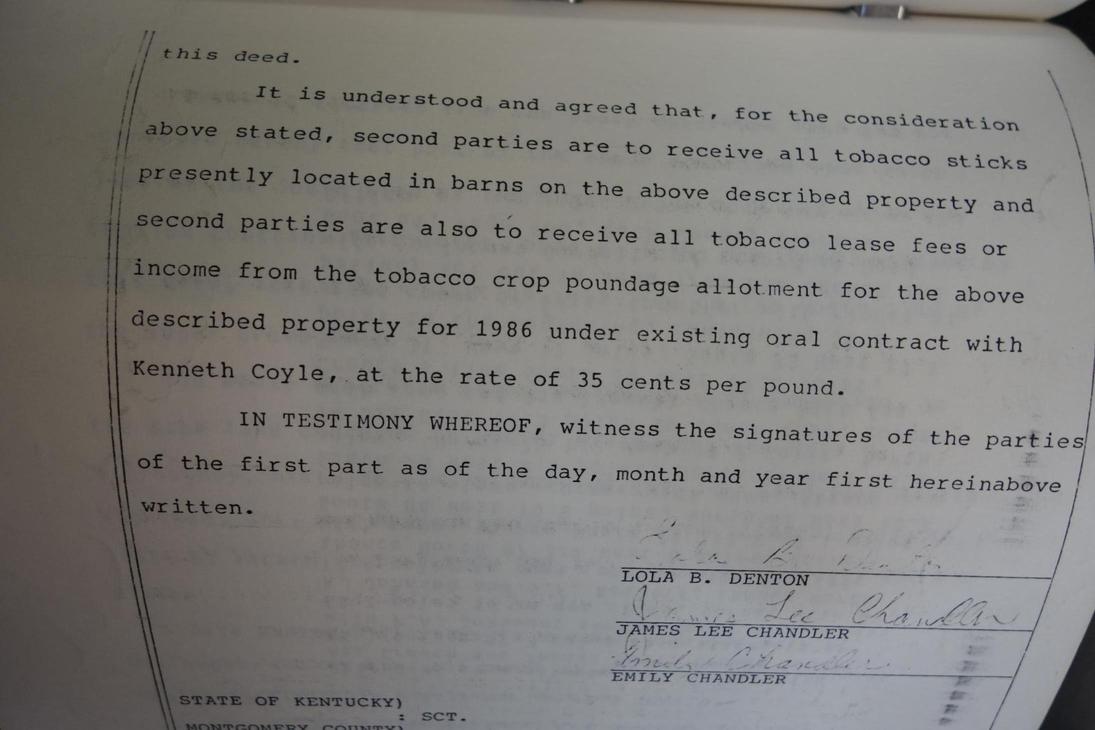 this deed.
It is understood and agreed that, for the consideration
above stated, second parties are to receive all tobacco sticks
presently located in barns on the above described property and
second parties are also to receive all tobacco lease fees or
income from the tobacco crop poundage allotment for the above
described property for 1986 under existing oral contract with
Kenneth Coyle, at the rate of 35 cents per pound.
IN TESTIMONY WHEREOF, witness the signatures of the parties
of the first part as of the day, month and year first hereinabove
written.
Lola B. Denton
LOLA B. DENTON
James Lee Chandler
JAMES LEE CHANDLER
Emily Chandler
EMILY CHANDLER
STATE OF KENTUCKY)
: SCT.
MONTGOMERY COUNTY)